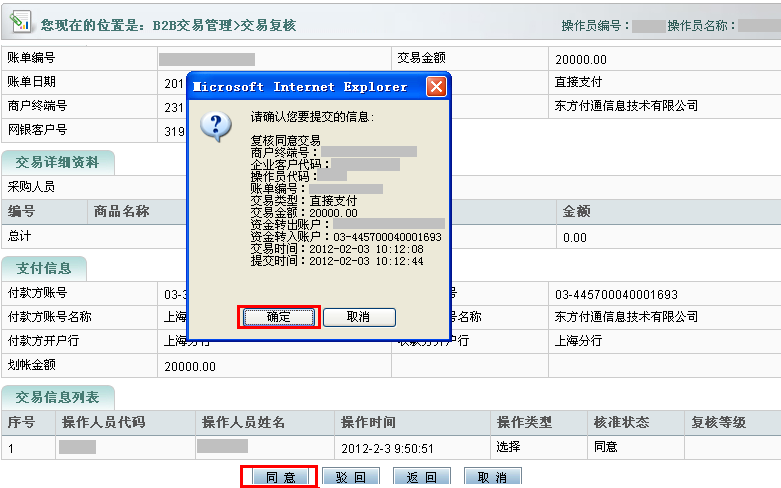 您现在的位置是：B2B交易管理>交易复核 操作员编号： 操作员名称：
账单编号 交易金额 20000.00
账单日期 201 直接支付
商户终端号 231 东方付通信息技术有限公司
网银客户号 319
Microsoft Internet Explorer
请确认您要提交的信息：
复核同意交易
商户终端号：
企业客户代码：
操作员代码：
账单编号：
交易类型：直接支付
交易金额：20000.00
资金转出账户：
资金转入账户：03-445700040001693
交易时间：2012-02-03 10:12:08
提交时间：2012-02-03 10:12:44
确定 取消
交易详细资料
采购人员
编号 商品名称 金额
总计 0.00
支付信息
付款方账号 03-3 号 03-445700040001693
付款方账号名称 上海 号名称 东方付通信息技术有限公司
付款方开户行 上海分行 收款方开户行 上海分行
划帐金额 20000.00
交易信息列表
序号 操作人员代码 操作人员姓名 操作时间 操作类型 核准状态 复核等级
1 2012-2-3 9:50:51 选择 同意
同意 驳回 返回 取消